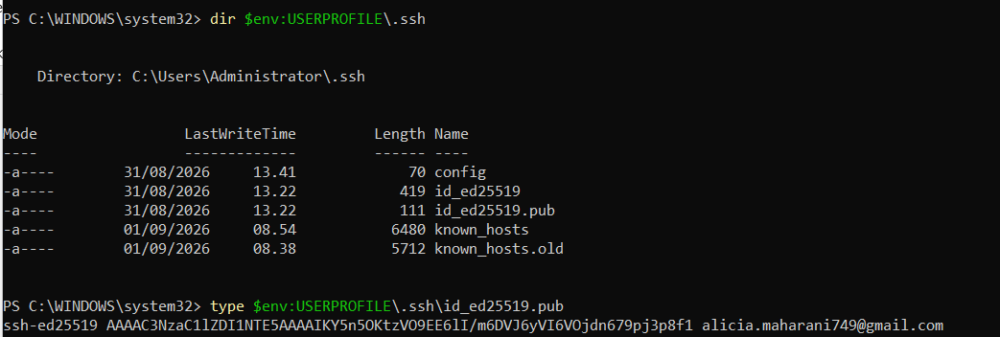 PS C:\WINDOWS\system32> dir $env:USERPROFILE\.ssh
Directory: C:\Users\Administrator\.ssh
Mode LastWriteTime Length Name
---- ------------- ------ ----
-a---- 31/08/2026 13.41 70 config
-a---- 31/08/2026 13.22 419 id_ed25519
-a---- 31/08/2026 13.22 111 id_ed25519.pub
-a---- 01/09/2026 08.54 6480 known_hosts
-a---- 01/09/2026 08.38 5712 known_hosts.old
PS C:\WINDOWS\system32> type $env:USERPROFILE\.ssh\id_ed25519.pub
ssh-ed25519 AAAAC3NzaC1lZDI1NTE5AAAAIKY5n5OKtzVO9EE6lI/m6DVJ6yVI6VOjdn679pj3p8f1 alicia.maharani749@gmail.com